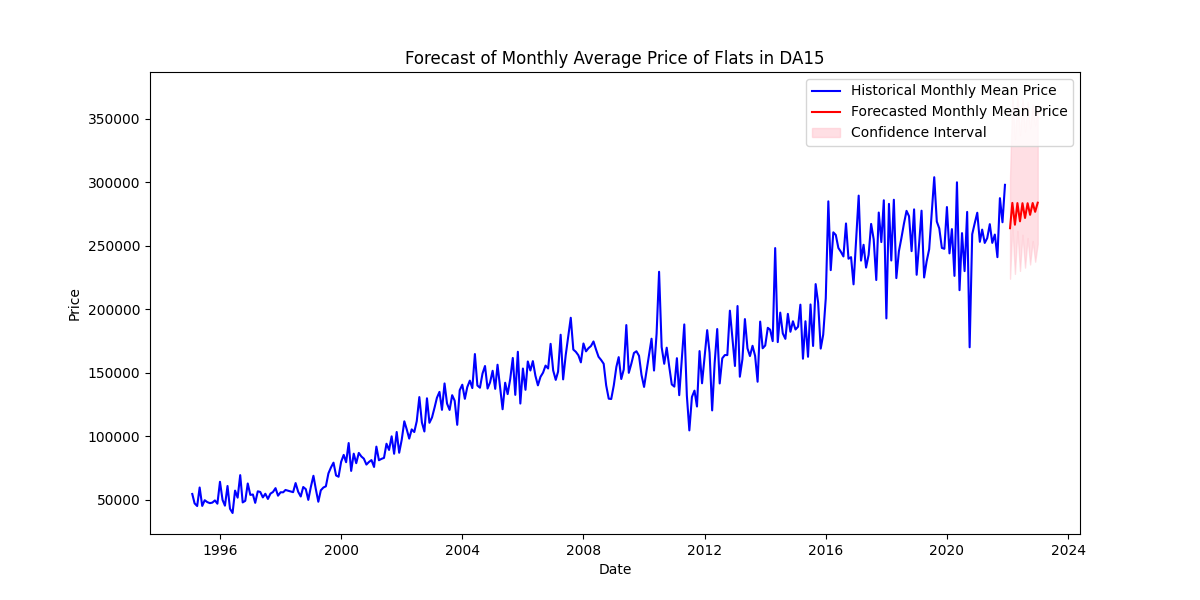 Forecast of Monthly Average Price of Flats in DA15
Historical Monthly Mean Price
Forecasted Monthly Mean Price
Confidence Interval
350000
300000
250000
200000
150000
100000
50000
Price
1996 2000 2004 2008 2012 2016 2020 2024
Date